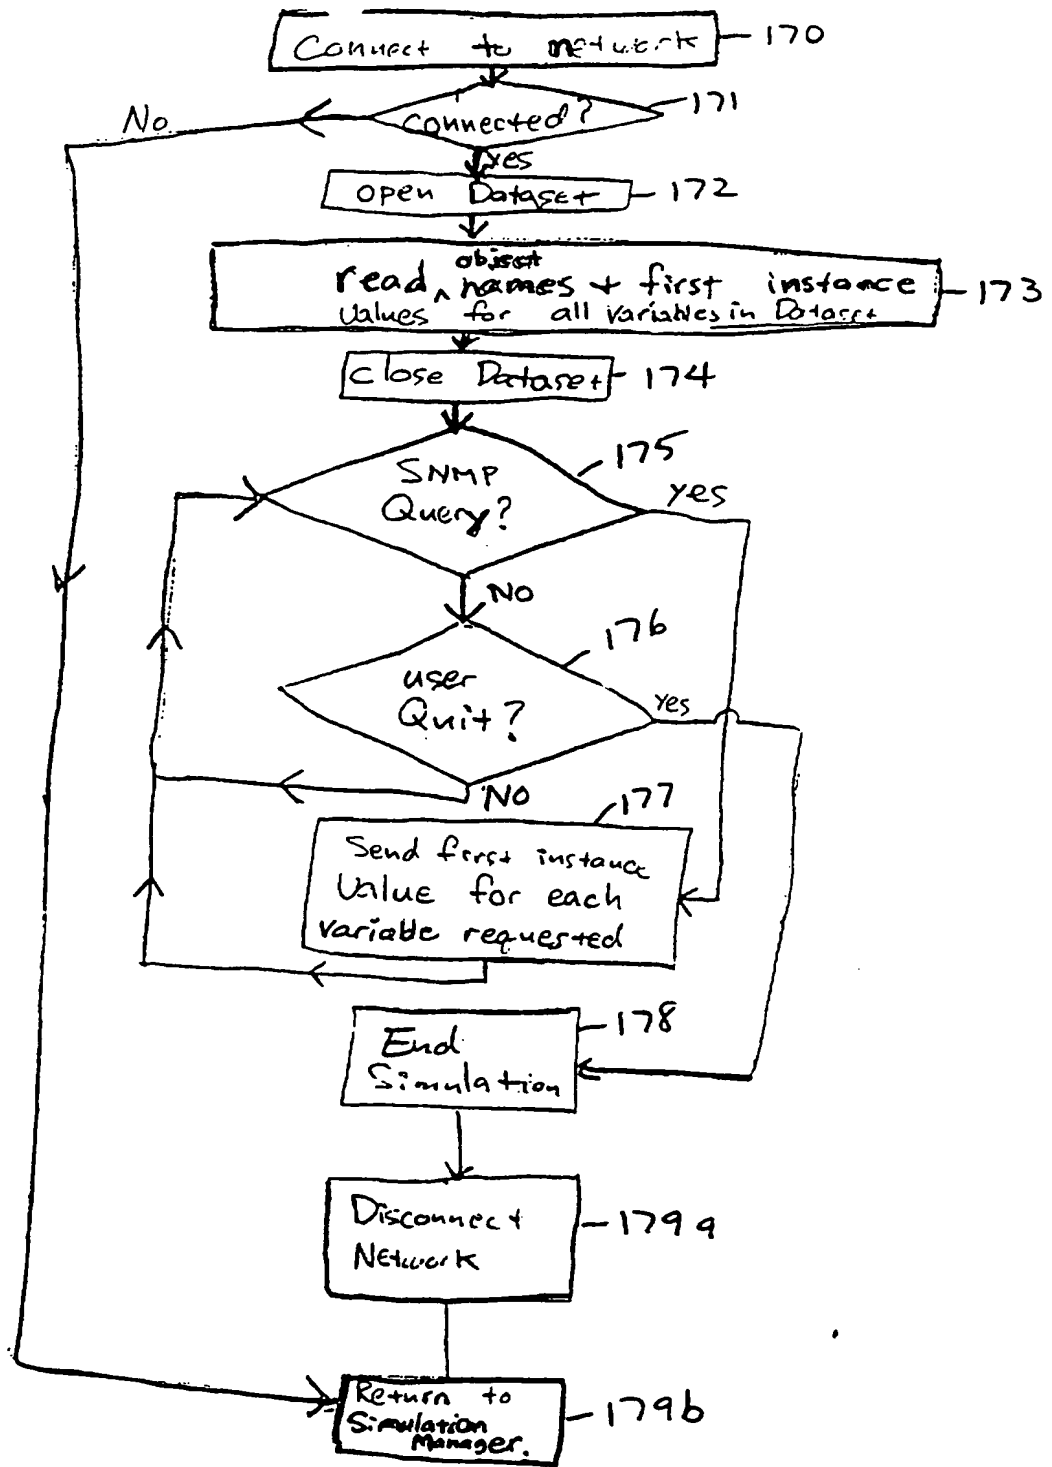 Connect to network
170
connected?
171
No
yes
open Dataset
172
object
read ^ names + first instance
values for all variables in Dataset
173
close Dataset
174
SNMP
Query?
175
yes
NO
176
user
Quit?
yes
NO
177
Send first instance
value for each
variable requested
End
Simulation
178
Disconnect
Network
179a
Return to
Simulation
Manager.
179b